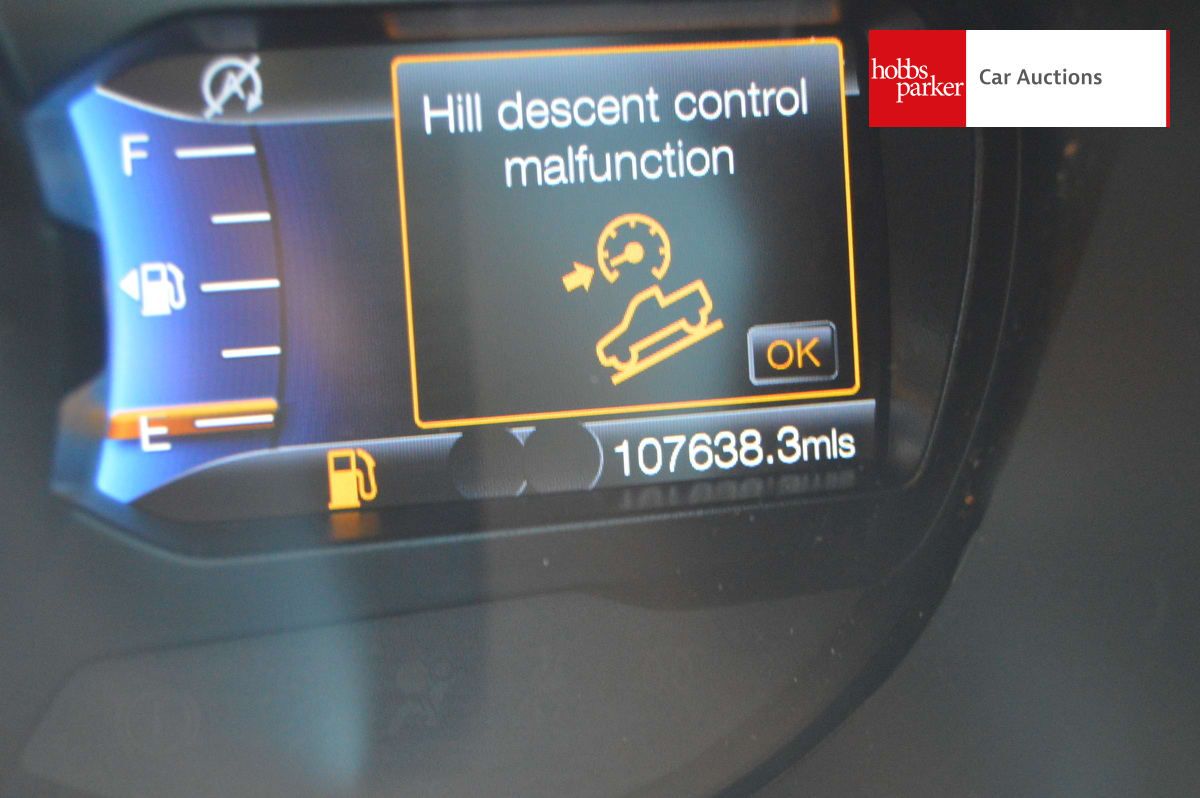 hobbs
parker
Car Auctions
Hill descent control
malfunction
F
E
OK
107638.3mls